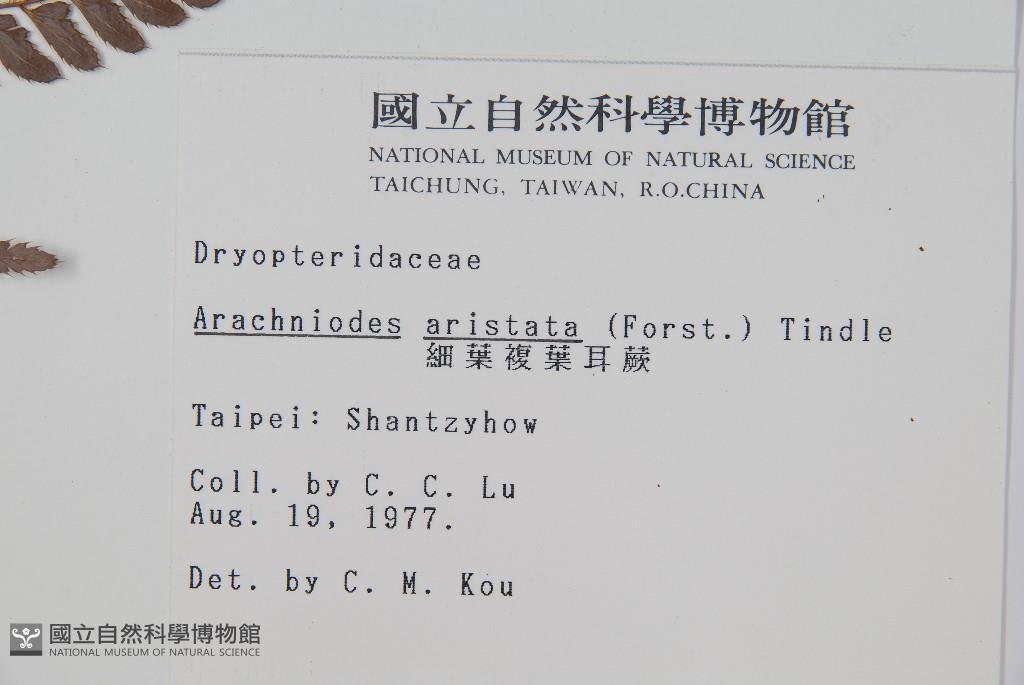 國立自然科學博物館
NATIONAL MUSEUM OF NATURAL SCIENCE
TAICHUNG, TAIWAN, R.O.CHINA
Dryopteridaceae
Arachniodes aristata (Forst.) Tindle
細葉複葉耳蕨
Taipei: Shantzyhow
Coll. by C. C. Lu
Aug. 19, 1977.
Det. by C. M. Kou
國立自然科學博物館
NATIONAL MUSEUM OF NATURAL SCIENCE